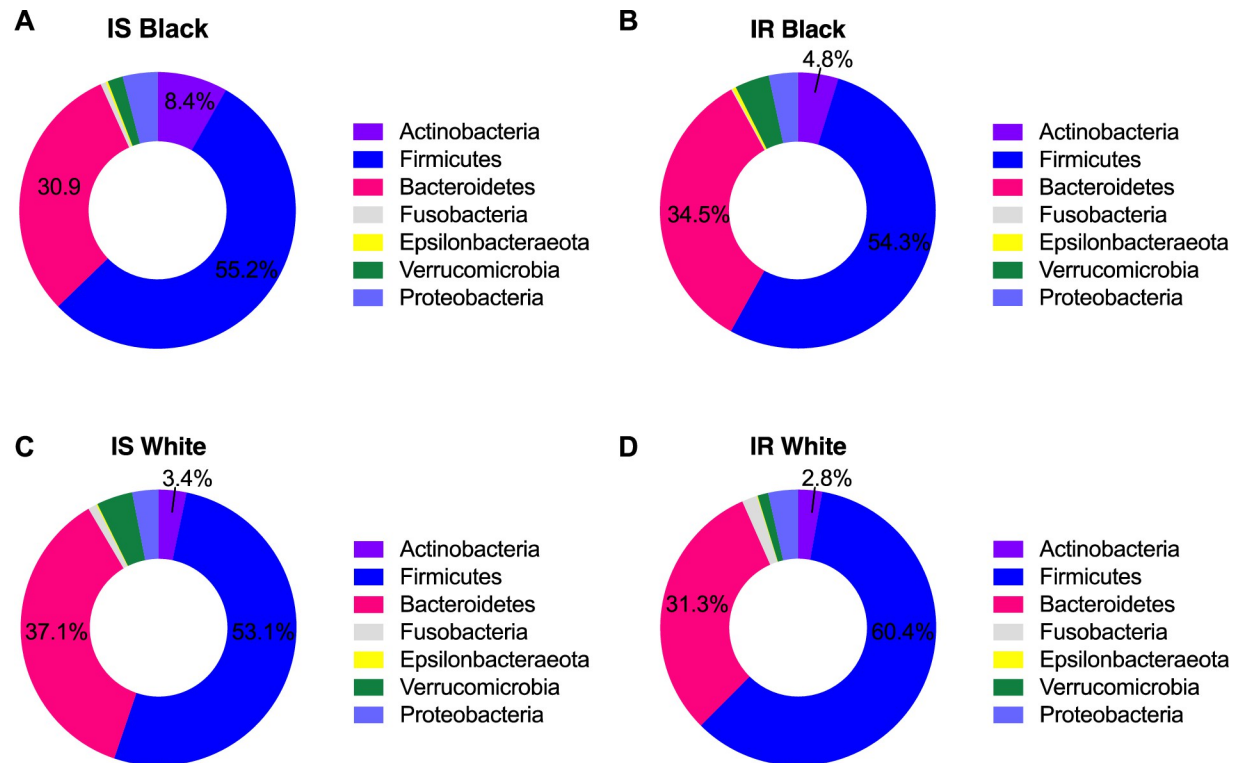 A
IS Black
8.4%
30.9
55.2%
Actinobacteria
Firmicutes
Bacteroidetes
Fusobacteria
Epsilonbacteraeota
Verrucomicrobia
Proteobacteria
B
IR Black
4.8%
34.5%
54.3%
Actinobacteria
Firmicutes
Bacteroidetes
Fusobacteria
Epsilonbacteraeota
Verrucomicrobia
Proteobacteria
C
IS White
3.4%
37.1%
53.1%
Actinobacteria
Firmicutes
Bacteroidetes
Fusobacteria
Epsilonbacteraeota
Verrucomicrobia
Proteobacteria
D
IR White
2.8%
31.3%
60.4%
Actinobacteria
Firmicutes
Bacteroidetes
Fusobacteria
Epsilonbacteraeota
Verrucomicrobia
Proteobacteria